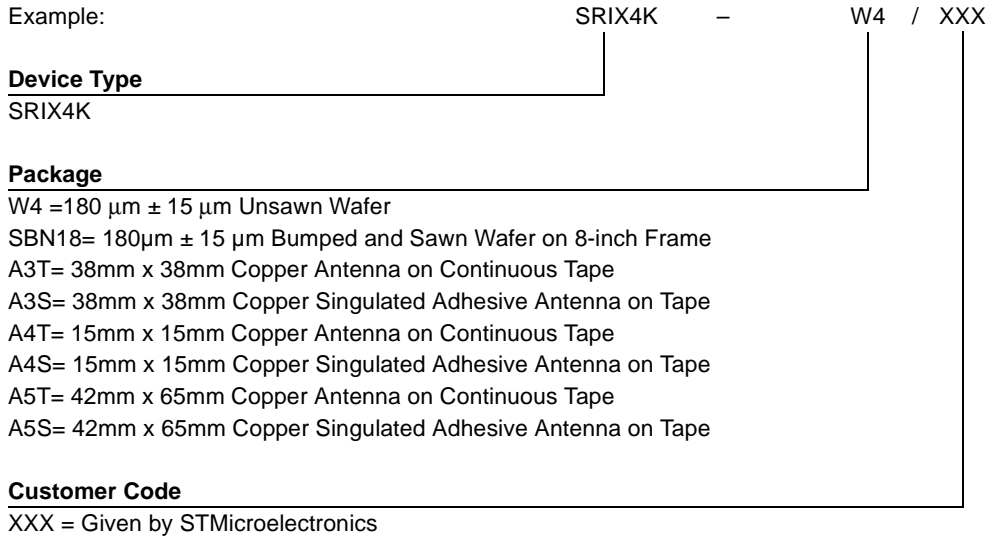 Example: SRIX4K – W4 / XXX
Device Type
SRIX4K
Package
W4 =180 μm ± 15 μm Unsawn Wafer
SBN18= 180µm ± 15 µm Bumped and Sawn Wafer on 8-inch Frame
A3T= 38mm x 38mm Copper Antenna on Continuous Tape
A3S= 38mm x 38mm Copper Singulated Adhesive Antenna on Tape
A4T= 15mm x 15mm Copper Antenna on Continuous Tape
A4S= 15mm x 15mm Copper Singulated Adhesive Antenna on Tape
A5T= 42mm x 65mm Copper Antenna on Continuous Tape
A5S= 42mm x 65mm Copper Singulated Adhesive Antenna on Tape
Customer Code
XXX = Given by STMicroelectronics